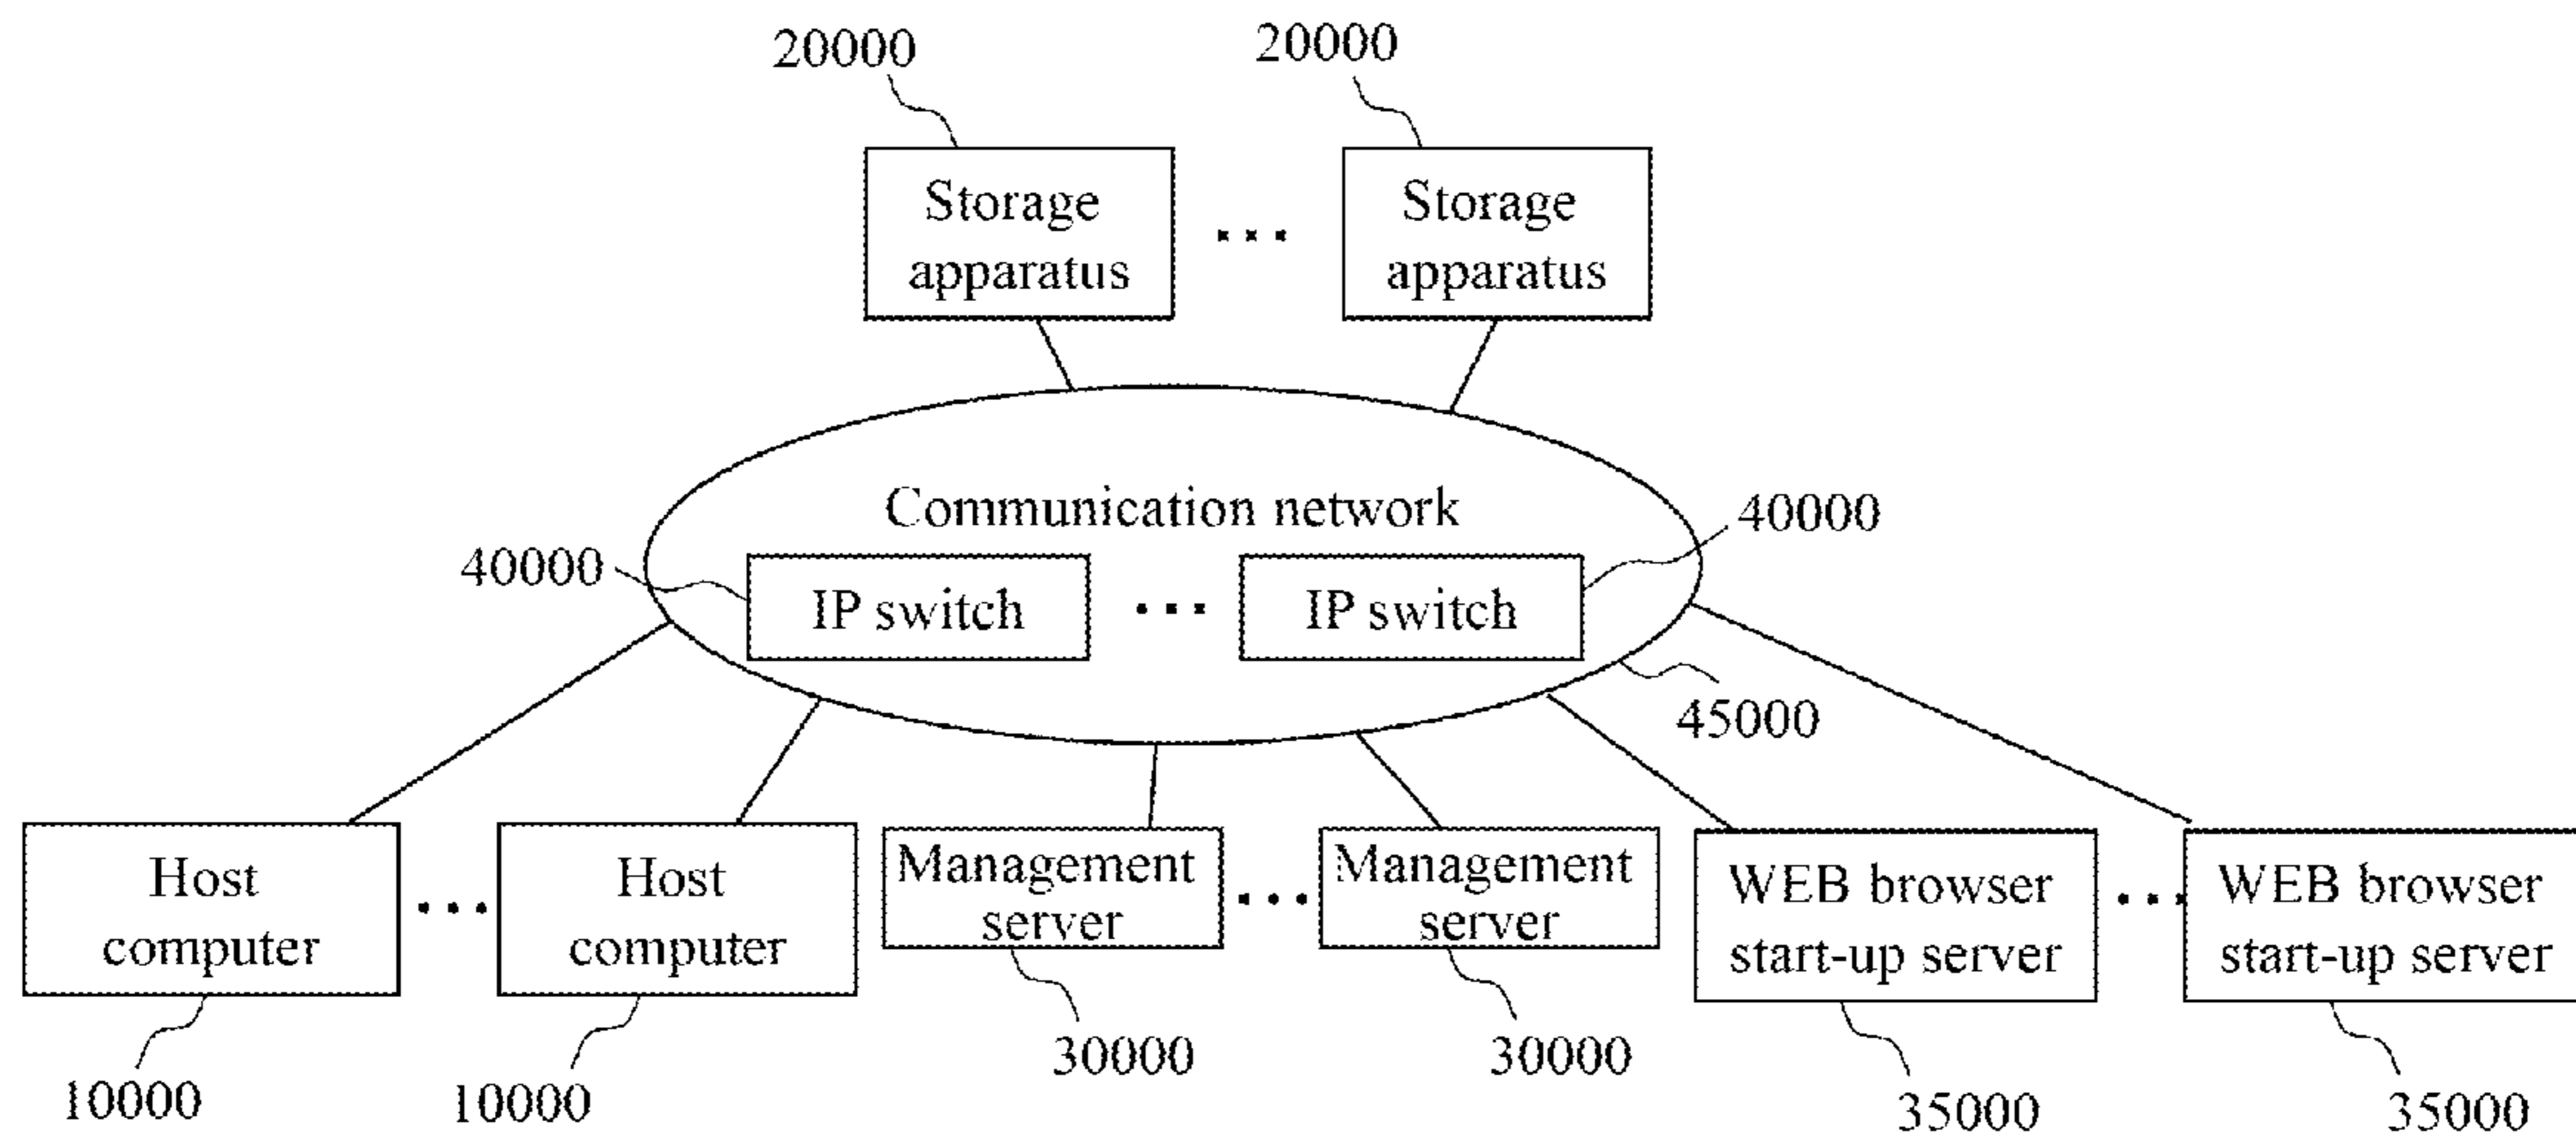 20000
20000
Storage
apparatus
...
Storage
apparatus
Communication network
40000
40000
IP switch
...
IP switch
45000
Host
computer
...
Host
computer
Management
server
...
Management
server
WEB browser
start-up server
...
WEB browser
start-up server
10000
10000
30000
30000
35000
35000